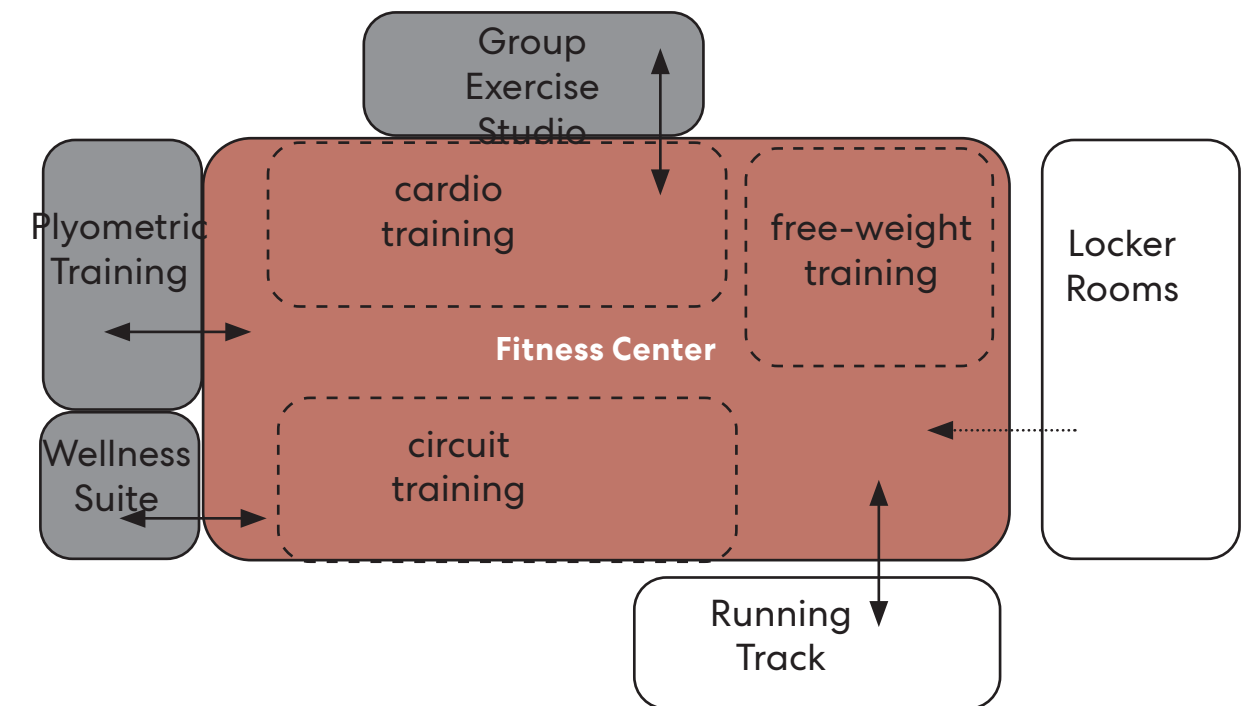 Group
Exercise
Studio
cardio
training
free-weight
training
Plyometric
Training
Locker
Rooms
Fitness Center
Wellness
Suite
circuit
training
Running
Track